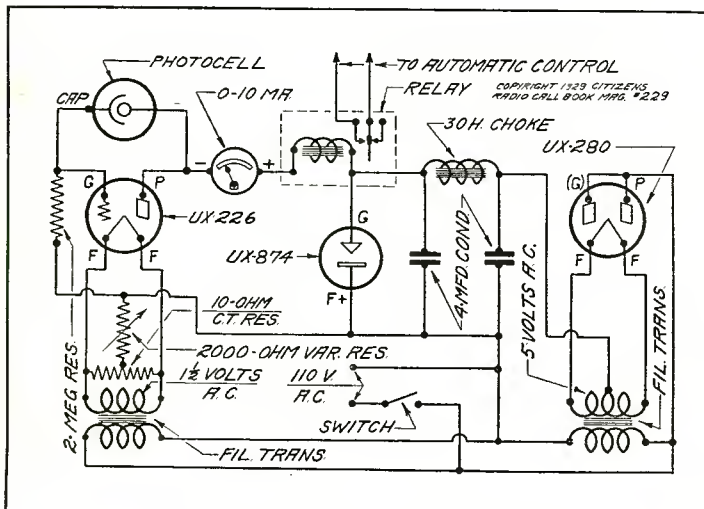 PHOTOCELL
CAP
0-10 MA.
TO AUTOMATIC CONTROL
RELAY
COPYRIGHT 1929 CITIZENS
RADIO CALL BOOK MAG. #229
30 H. CHOKE
UX-280
- +
G P
UX-226
F F
G
UX-874
F+
4-MFD. COND.
(G) P
F F
5 VOLTS A.C.
FIL. TRANS.
10-OHM
C.T. RES.
2000-OHM VAR. RES.
1½ VOLTS
A.C.
2-MEG RES.
110 V.
A.C.
SWITCH
FIL. TRANS.